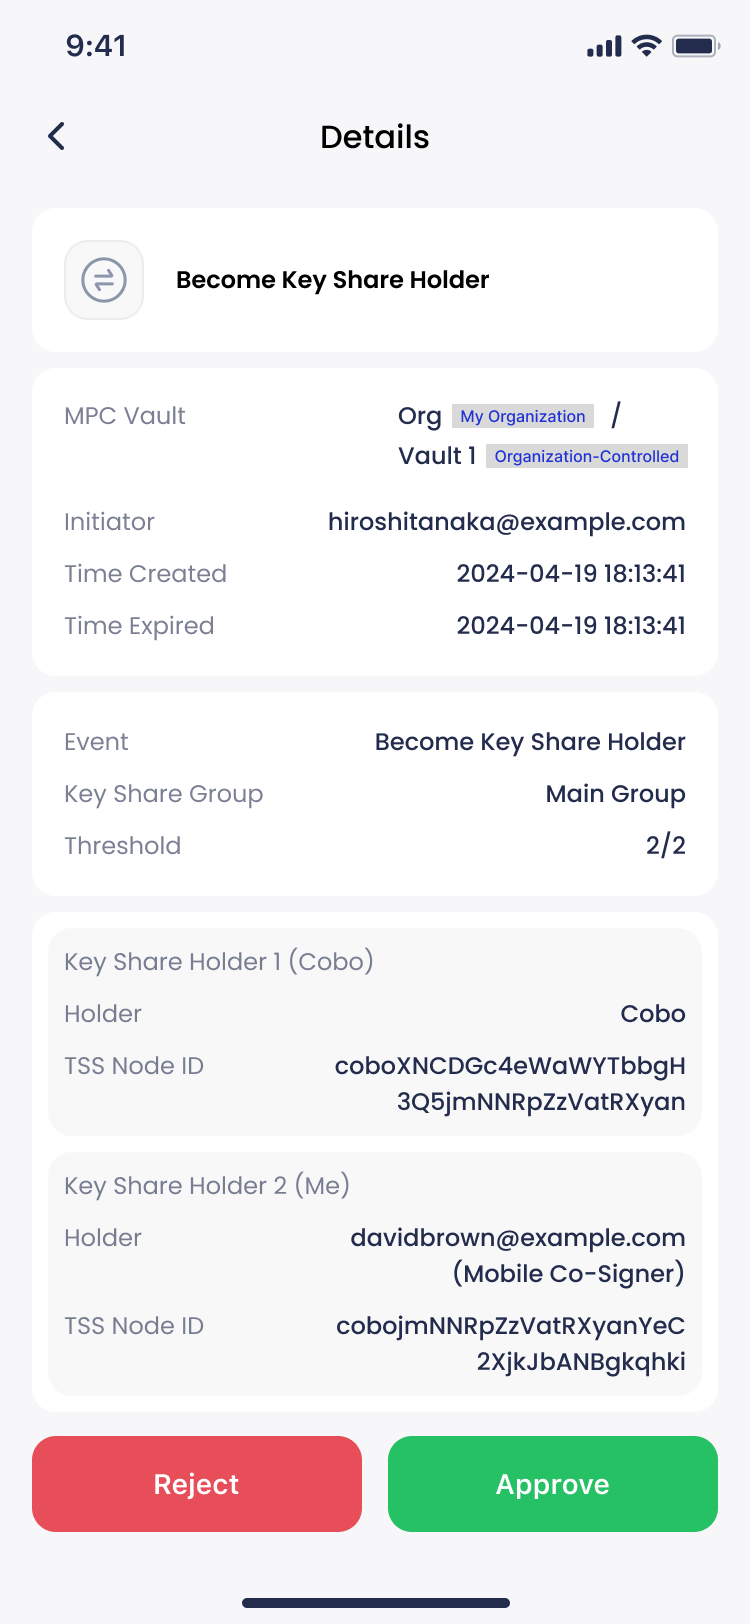 9:41
Details
Become Key Share Holder
MPC Vault Org My Organization /
Vault 1 Organization-Controlled
Initiator hiroshitanaka@example.com
Time Created 2024-04-19 18:13:41
Time Expired 2024-04-19 18:13:41
Event Become Key Share Holder
Key Share Group Main Group
Threshold 2/2
Key Share Holder 1 (Cobo)
Holder Cobo
TSS Node ID coboXNCDGc4eWaWYTbbgH
3Q5jmNNRpZzVatRXyan
Key Share Holder 2 (Me)
Holder davidbrown@example.com
(Mobile Co-Signer)
TSS Node ID cobojmNNRpZzVatRXyanYeC
2XjkJbANBgkqhki
Reject Approve